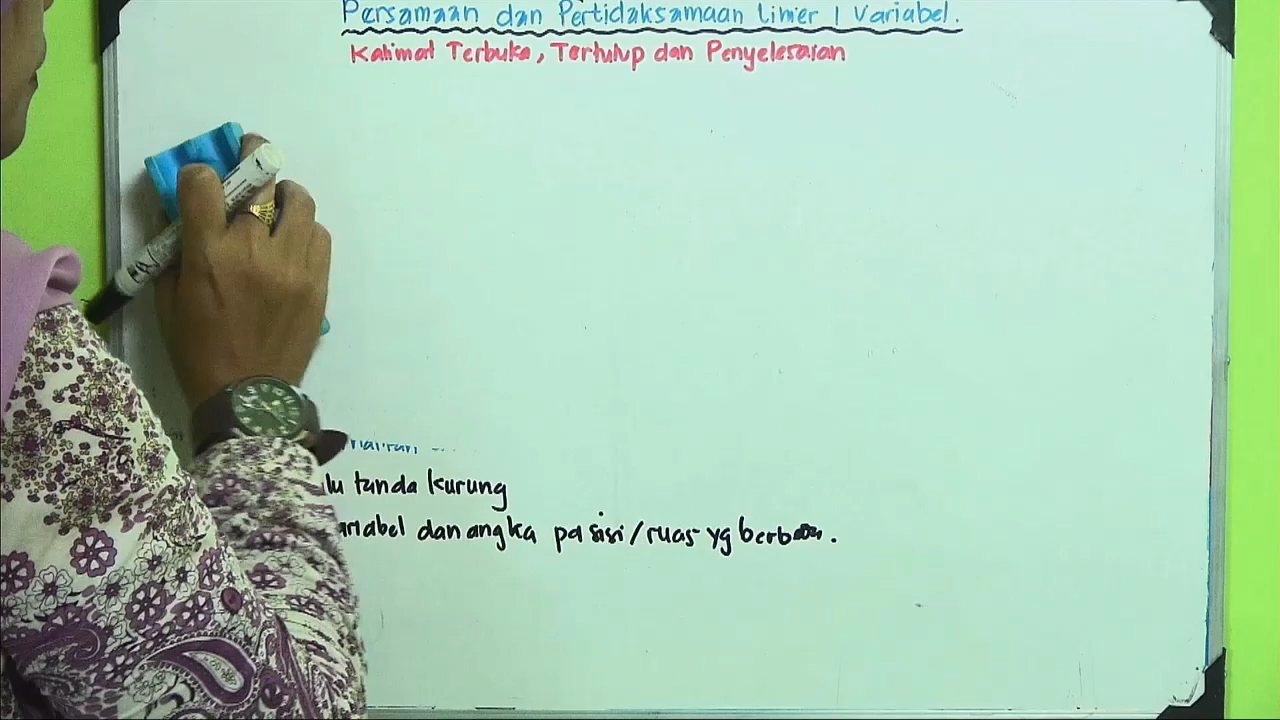 Persamaan dan Pertidaksamaan Linier 1 Variabel.
Kalimat Terbuka, Tertutup dan Penyelesaian
lu tanda kurung
ariabel dan angka pa sisi/ruas yg